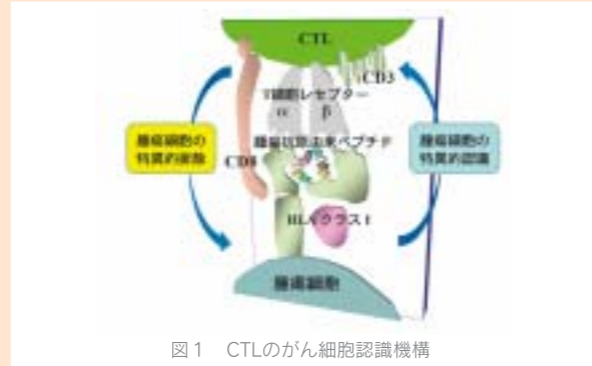 CTL
CD3
T細胞レセプター
α β
腫瘍抗原由来ペプチド
腫瘍細胞の
特異的破壊
CD8
腫瘍細胞の
特異的認識
HLAクラスI
腫瘍細胞
図1 CTLのがん細胞認識機構